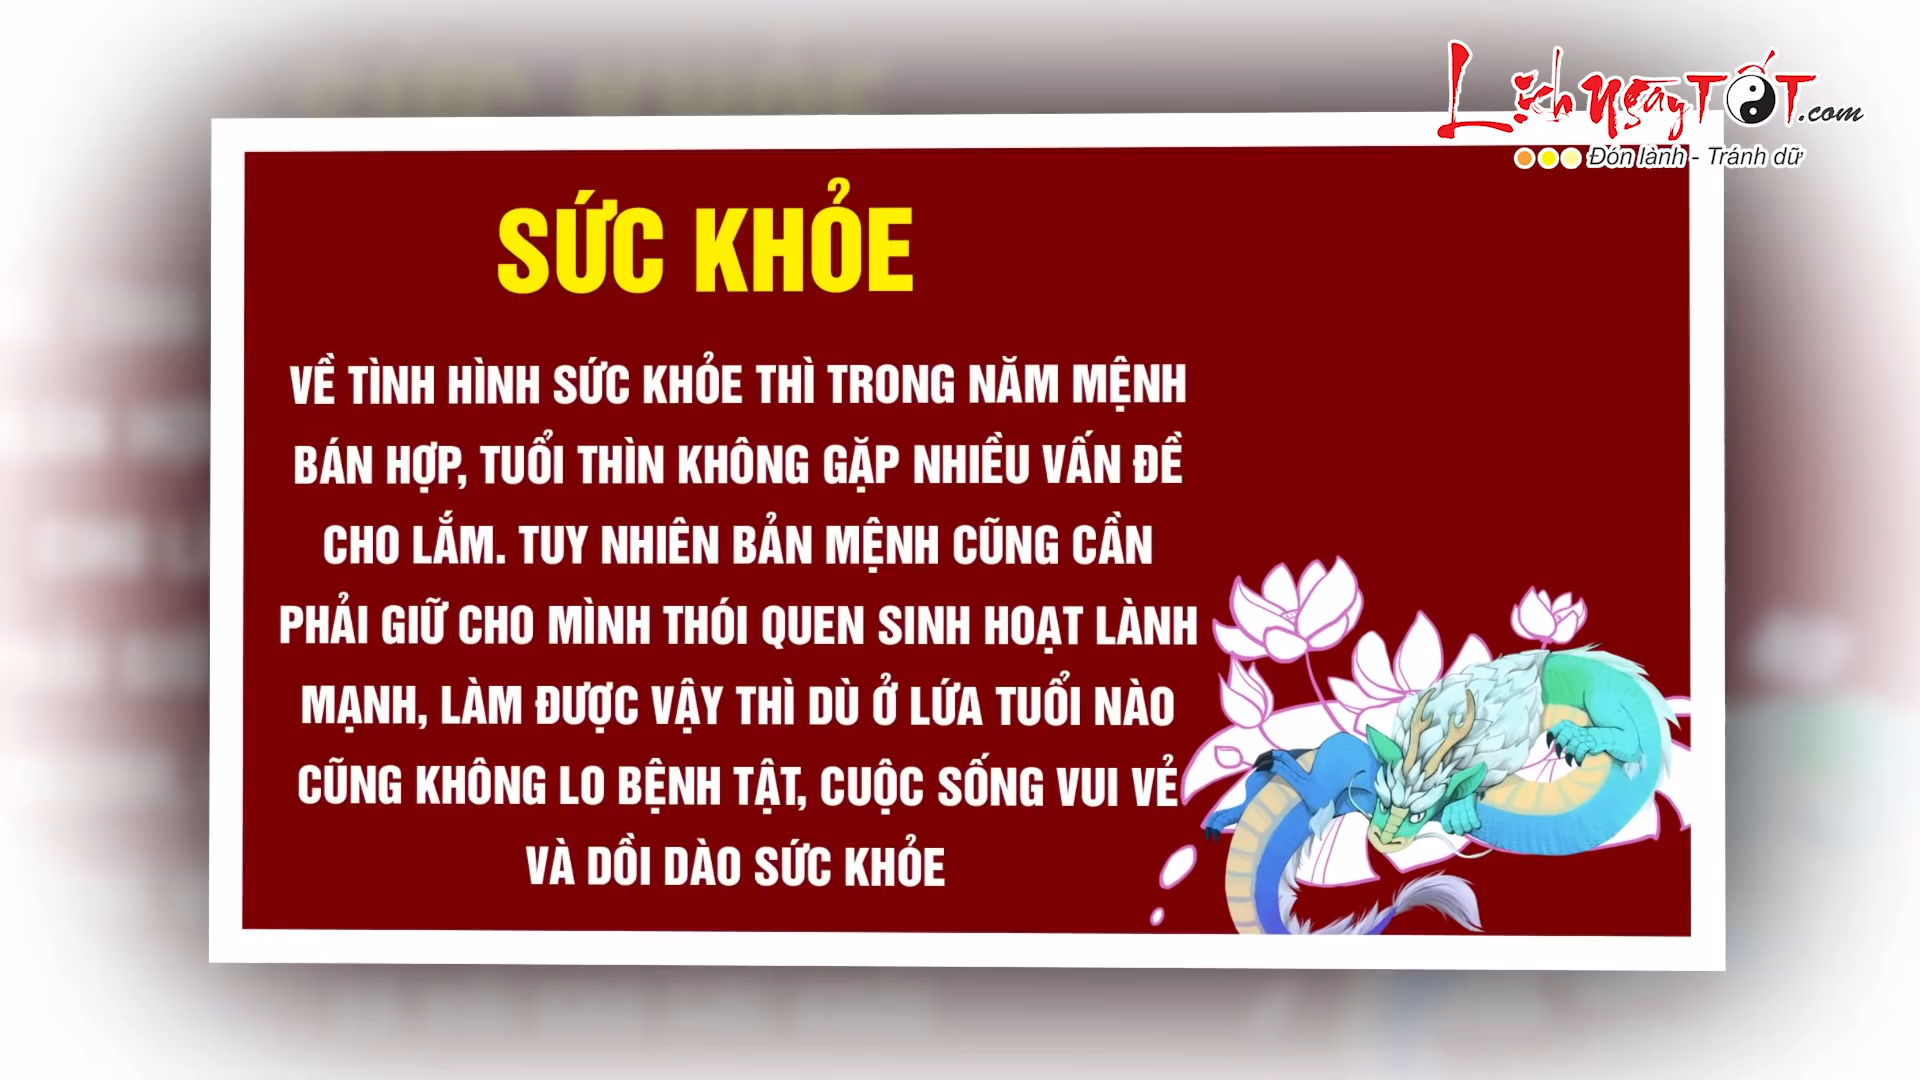 LịchNgàyTỐT.com
Đón lành - Tránh dữ
SỨC KHỎE
VỀ TÌNH HÌNH SỨC KHỎE THÌ TRONG NĂM MỆNH
BÁN HỢP, TUỔI THÌN KHÔNG GẶP NHIỀU VẤN ĐỀ
CHO LẮM. TUY NHIÊN BẢN MỆNH CŨNG CẦN
PHẢI GIỮ CHO MÌNH THÓI QUEN SINH HOẠT LÀNH
MẠNH, LÀM ĐƯỢC VẬY THÌ DÙ Ở LỨA TUỔI NÀO
CŨNG KHÔNG LO BỆNH TẬT, CUỘC SỐNG VUI VẺ
VÀ DỒI DÀO SỨC KHỎE